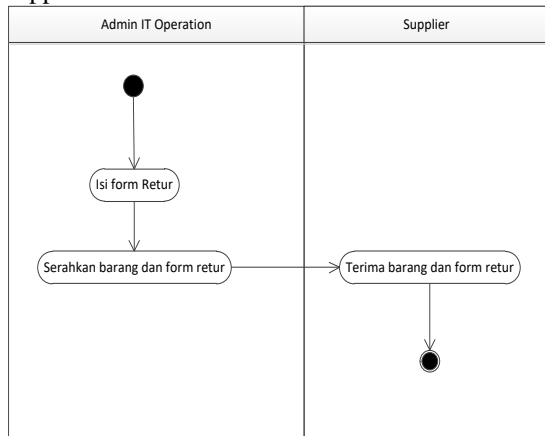 Admin IT Operation
Supplier
Isi form Retur
Serahkan barang dan form retur
Terima barang dan form retur